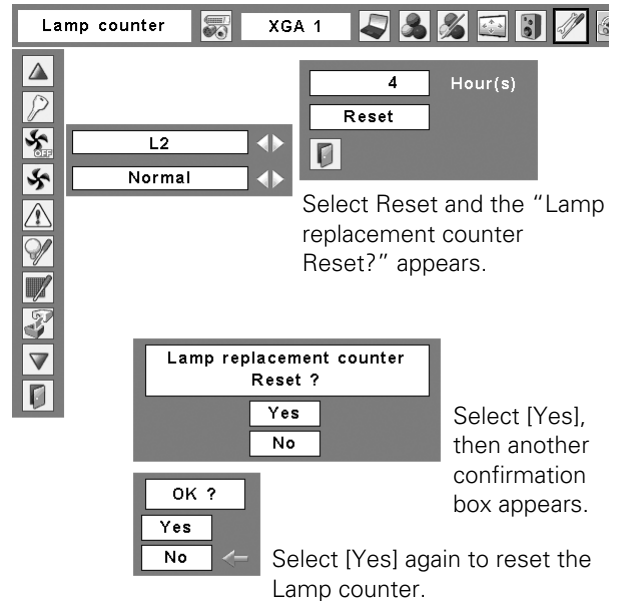 Lamp counter
XGA 1
4 Hour(s)
Reset
OFF
L2
Normal
Select Reset and the “Lamp
replacement counter
Reset?” appears.
Lamp replacement counter
Reset ?
Yes
No
Select [Yes],
then another
confirmation
box appears.
OK ?
Yes
No
Select [Yes] again to reset the
Lamp counter.